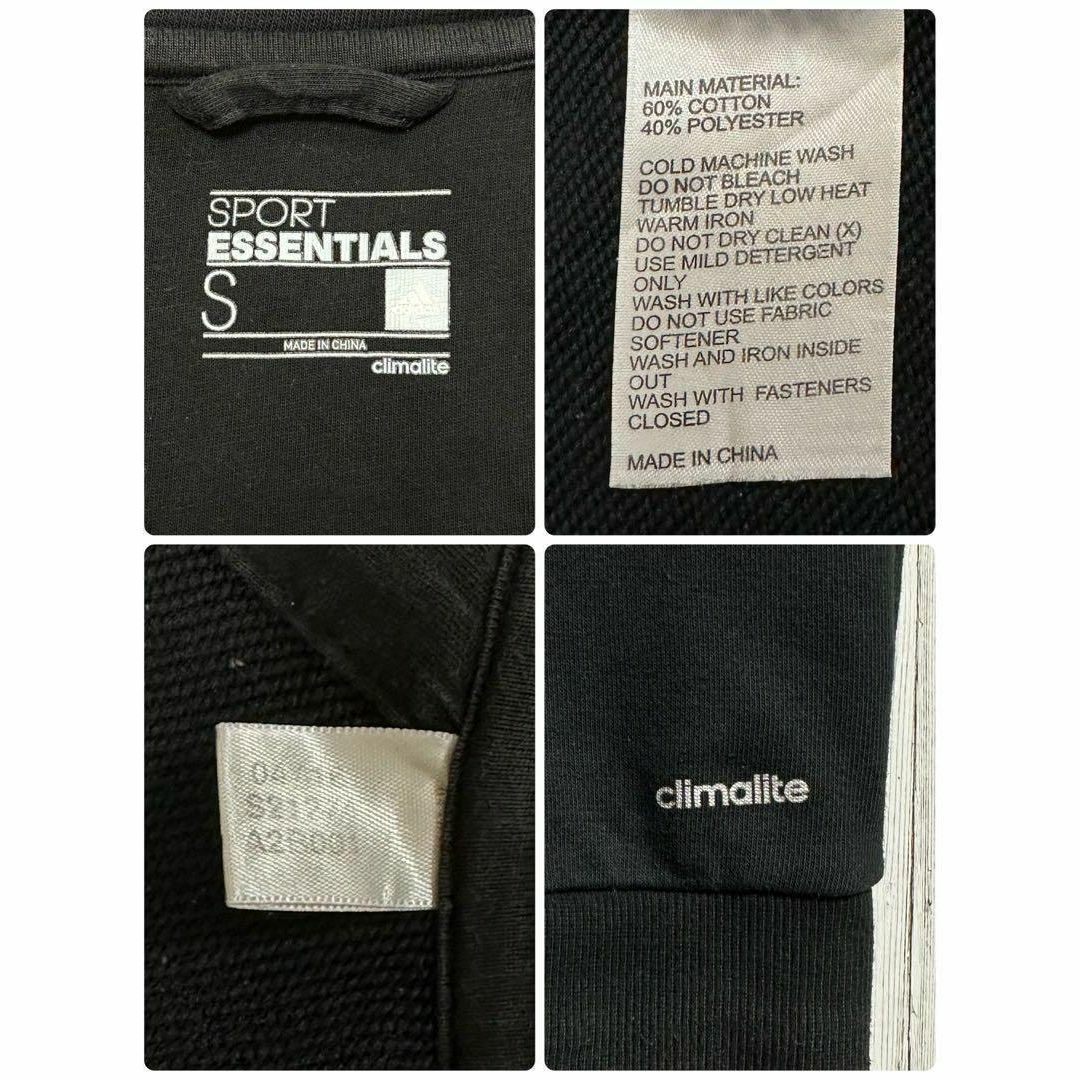 SPORT
ESSENTIALS
S
MADE IN CHINA
climalite
MAIN MATERIAL:
60% COTTON
40% POLYESTER
COLD MACHINE WASH
DO NOT BLEACH
TUMBLE DRY LOW HEAT
WARM IRON
DO NOT DRY CLEAN (X)
USE MILD DETERGENT
ONLY
WASH WITH LIKE COLORS
DO NOT USE FABRIC
SOFTENER
WASH AND IRON INSIDE
OUT
WASH WITH FASTENERS
CLOSED
MADE IN CHINA
climalite